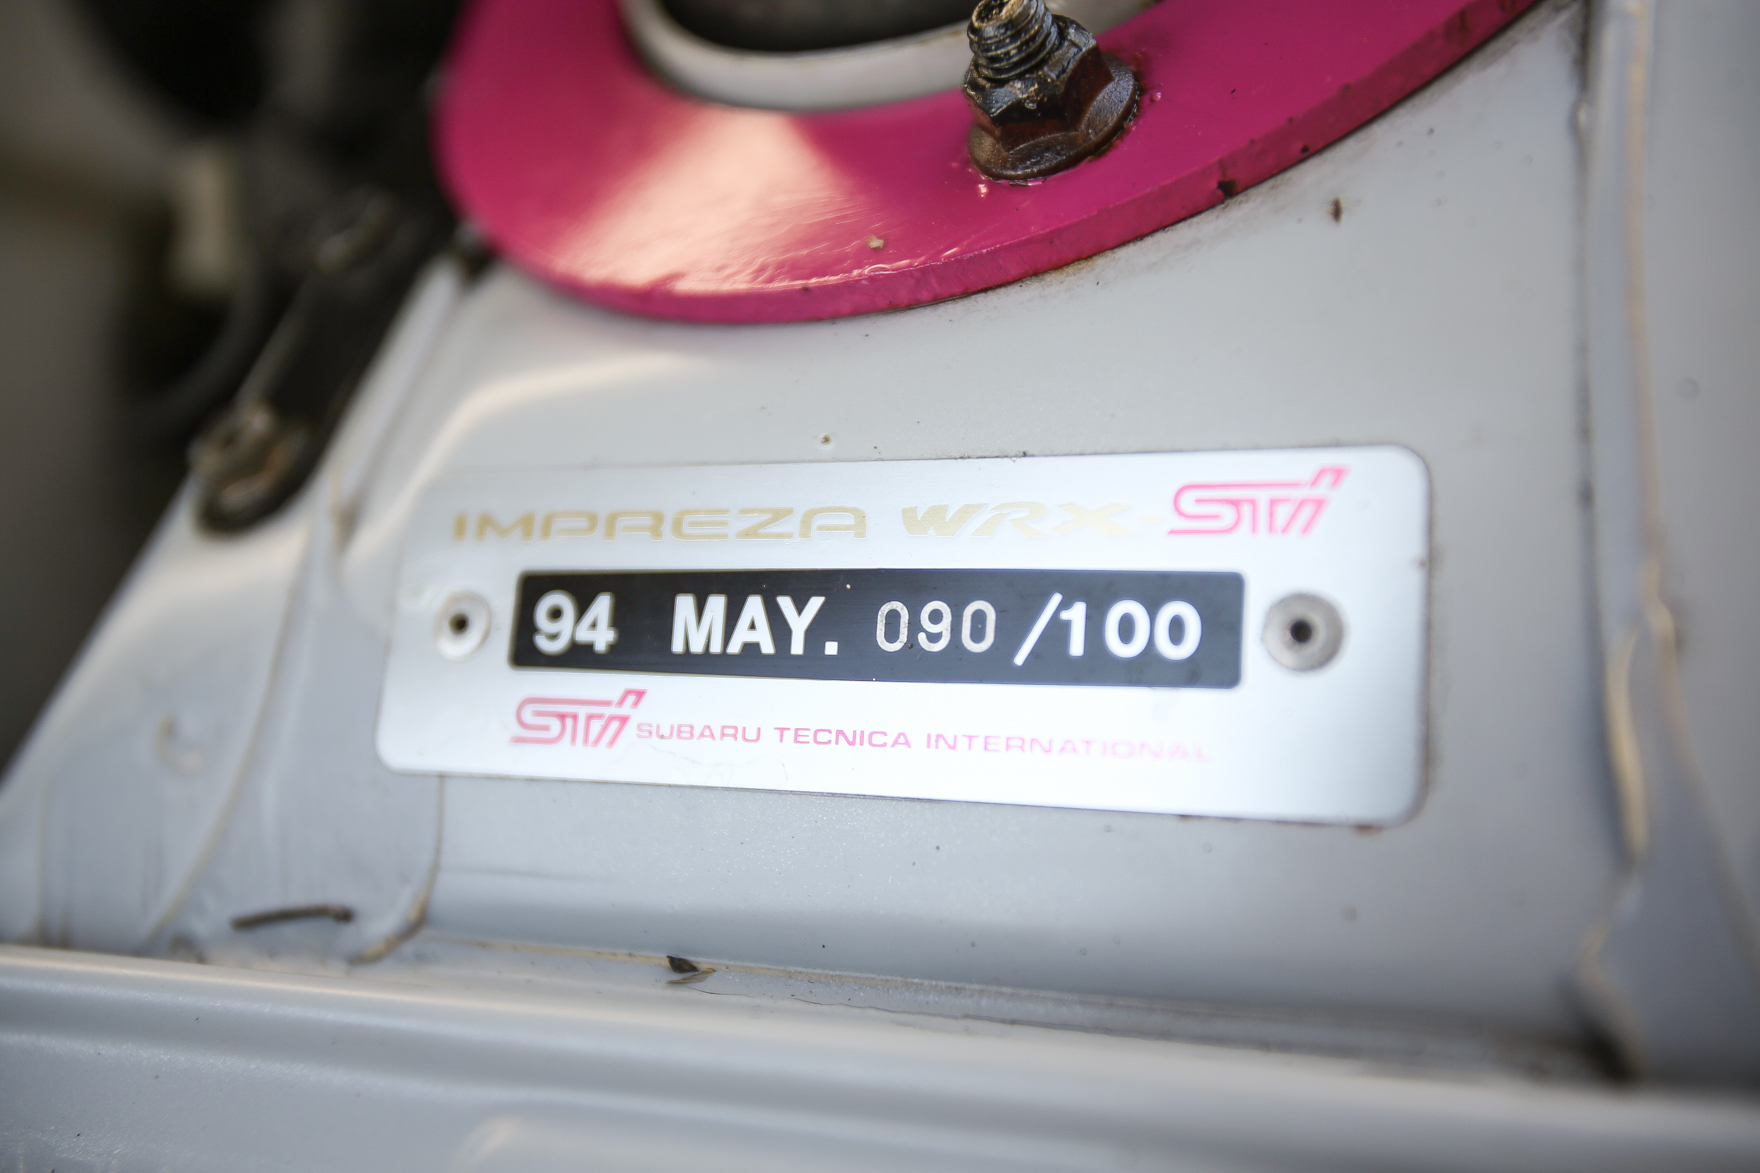 IMPREZA WRX STi
94 MAY. 090 /100
STi SUBARU TECNICA INTERNATIONAL